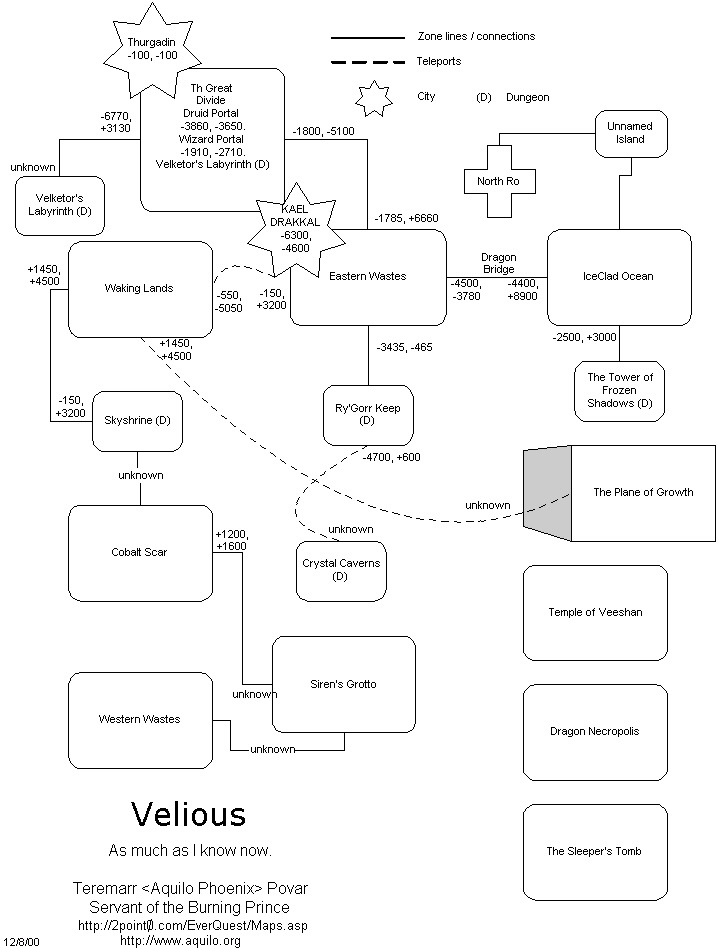 Thurgadin
-100, -100
Zone lines / connections
Teleports
City
(D) Dungeon
Th Great
Divide
Druid Portal
-3860, -3650.
Wizard Portal
-1910, -2710.
Velketor's Labyrinth (D)
-6770,
+3130
-1800, -5100
Unnamed
Island
unknown
Velketor's
Labyrinth (D)
North Ro
KAEL
DRAKKAL
-6300,
-4600
-1785, +6660
+1450,
+4500
Waking Lands
-550,
-5050
-150,
+3200
Eastern Wastes
Dragon
Bridge
-4500,
-3780
-4400,
+8900
IceClad Ocean
+1450,
+4500
-3435, -465
-2500, +3000
-150,
+3200
Skyshrine (D)
Ry'Gorr Keep
(D)
The Tower of
Frozen
Shadows (D)
-4700, +600
unknown
unknown
The Plane of Growth
Cobalt Scar
+1200,
+1600
unknown
Crystal Caverns
(D)
Temple of Veeshan
unknown
Siren's Grotto
Western Wastes
unknown
Dragon Necropolis
The Sleeper's Tomb
Velious
As much as I know now.
Teremarr <Aquilo Phoenix> Povar
Servant of the Burning Prince
http://2point0.com/EverQuest/Maps.asp
http://www.aquilo.org
12/8/00